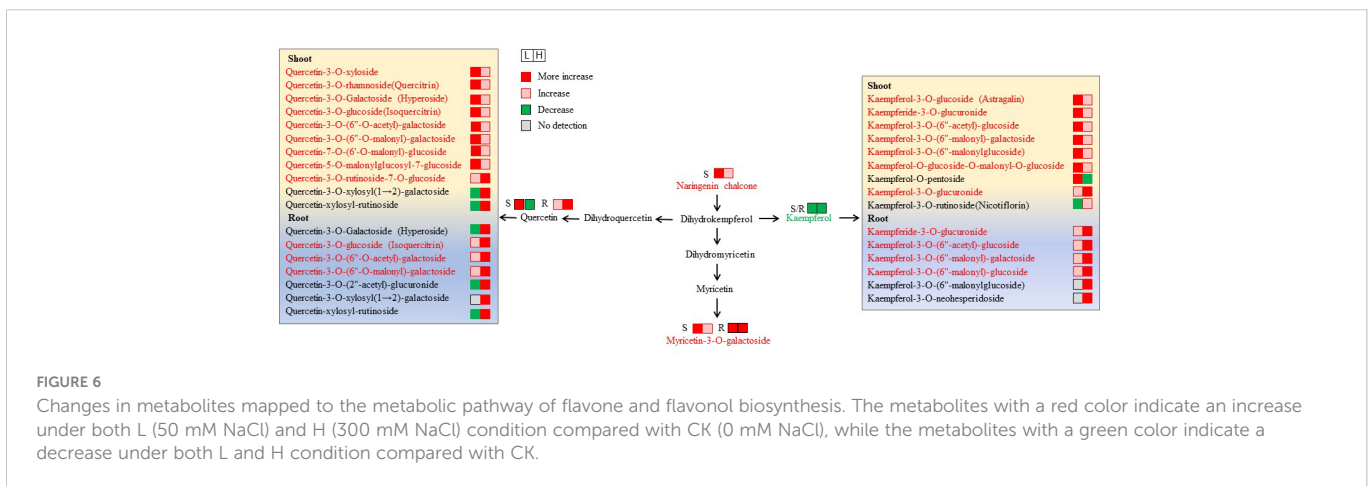 Shoot
Quercetin-3-O-xyloside
Quercetin-3-O-rhamnoside(Quercitrin)
Quercetin-3-O-Galactoside (Hyperoside)
Quercetin-3-O-glucoside(Isoquercitrin)
Quercetin-3-O-(6"-O-acetyl)-galactoside
Quercetin-3-O-(6"-O-malonyl)-galactoside
Quercetin-7-O-(6'-O-malonyl)-glucoside
Quercetin-5-O-malonylglucosyl-7-glucoside
Quercetin-3-O-rutinoside-7-O-glucoside
Quercetin-3-O-xylosyl(1→2)-galactoside
Quercetin-xylosyl-rutinoside
Root
Quercetin-3-O-Galactoside (Hyperoside)
Quercetin-3-O-glucoside (Isoquercitrin)
Quercetin-3-O-(6"-O-acetyl)-galactoside
Quercetin-3-O-(6"-O-malonyl)-galactoside
Quercetin-3-O-(2"-acetyl)-glucuronide
Quercetin-3-O-xylosyl(1→2)-galactoside
Quercetin-xylosyl-rutinoside
L H
More increase
Increase
Decrease
No detection
S
Naringenin chalcone
S R
Quercetin
Dihydroquercetin
Dihydrokempferol
S/R
Kaempferol
Dihydromyricetin
Myricetin
S R
Myricetin-3-O-galactoside
Shoot
Kaempferol-3-O-glucoside (Astragalin)
Kaempferide-3-O-glucuronide
Kaempferol-3-O-(6"-acetyl)-glucoside
Kaempferol-3-O-(6"-malonyl)-galactoside
Kaempferol-3-O-(6"-malonylglucoside)
Kaempferol-O-glucoside-O-malonyl-O-glucoside
Kaempferol-O-pentoside
Kaempferol-3-O-glucuronide
Kaempferol-3-O-rutinoside(Nicotiflorin)
Root
Kaempferide-3-O-glucuronide
Kaempferol-3-O-(6"-acetyl)-glucoside
Kaempferol-3-O-(6"-malonyl)-galactoside
Kaempferol-3-O-(6"-malonyl)-glucoside
Kaempferol-3-O-(6"malonylglucoside)
Kaempferol-3-O-neohesperidoside
FIGURE 6
Changes in metabolites mapped to the metabolic pathway of flavone and flavonol biosynthesis. The metabolites with a red color indicate an increase
under both L (50 mM NaCl) and H (300 mM NaCl) condition compared with CK (0 mM NaCl), while the metabolites with a green color indicate a
decrease under both L and H condition compared with CK.